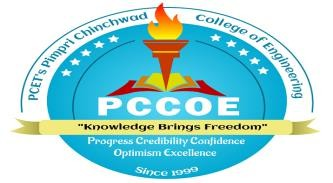 PCET's Pimpri Chinchwad College of Engineering
PCCOE
"Knowledge Brings Freedom"
Progress Credibility Confidence
Optimism Excellence
Since 1999